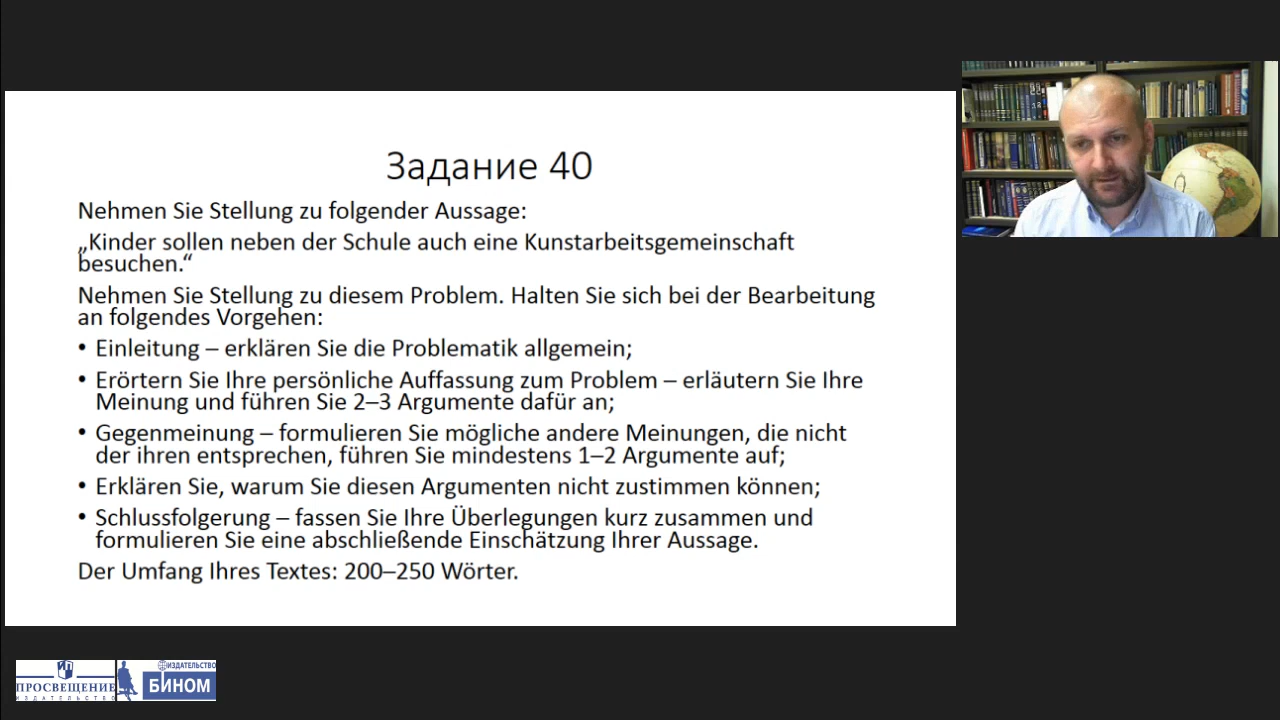 Задание 40
Nehmen Sie Stellung zu folgender Aussage:
„Kinder sollen neben der Schule auch eine Kunstarbeitsgemeinschaft
besuchen.“
Nehmen Sie Stellung zu diesem Problem. Halten Sie sich bei der Bearbeitung
an folgendes Vorgehen:
• Einleitung – erklären Sie die Problematik allgemein;
• Erörtern Sie Ihre persönliche Auffassung zum Problem – erläutern Sie Ihre
Meinung und führen Sie 2–3 Argumente dafür an;
• Gegenmeinung – formulieren Sie mögliche andere Meinungen, die nicht
der ihren entsprechen, führen Sie mindestens 1–2 Argumente auf;
• Erklären Sie, warum Sie diesen Argumenten nicht zustimmen können;
• Schlussfolgerung – fassen Sie Ihre Überlegungen kurz zusammen und
formulieren Sie eine abschließende Einschätzung Ihrer Aussage.
Der Umfang Ihres Textes: 200–250 Wörter.
ПРОСВЕЩЕНИЕ
ИЗДАТЕЛЬСТВО
ИЗДАТЕЛЬСТВО
БИНОМ